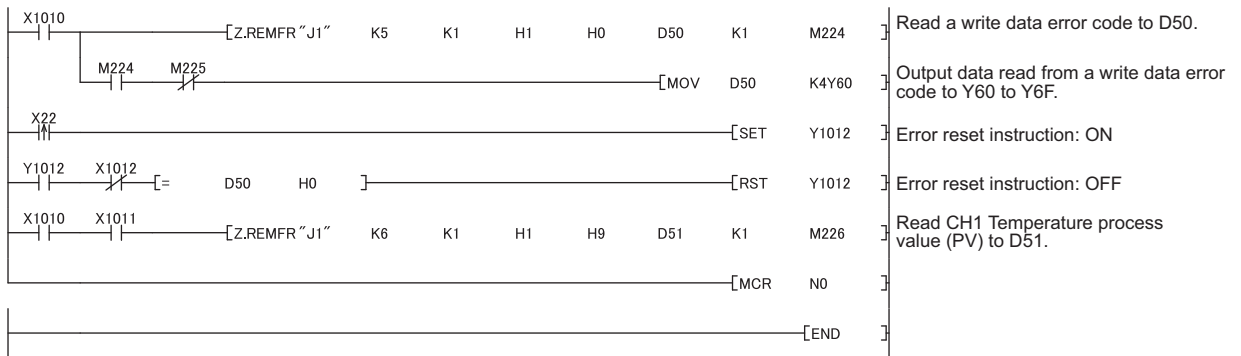 X1010
[Z.REMFR "J1" K5 K1 H1 H0 D50 K1 M224 ]
Read a write data error code to D50.
M224 M225
[MOV D50 K4Y60 ]
Output data read from a write data error
code to Y60 to Y6F.
X22
[SET Y1012 ]
Error reset instruction: ON
Y1012 X1012
[= D50 H0 ]
[RST Y1012 ]
Error reset instruction: OFF
X1010 X1011
[Z.REMFR "J1" K6 K1 H1 H9 D51 K1 M226 ]
Read CH1 Temperature process
value (PV) to D51.
[MCR N0 ]
[END ]